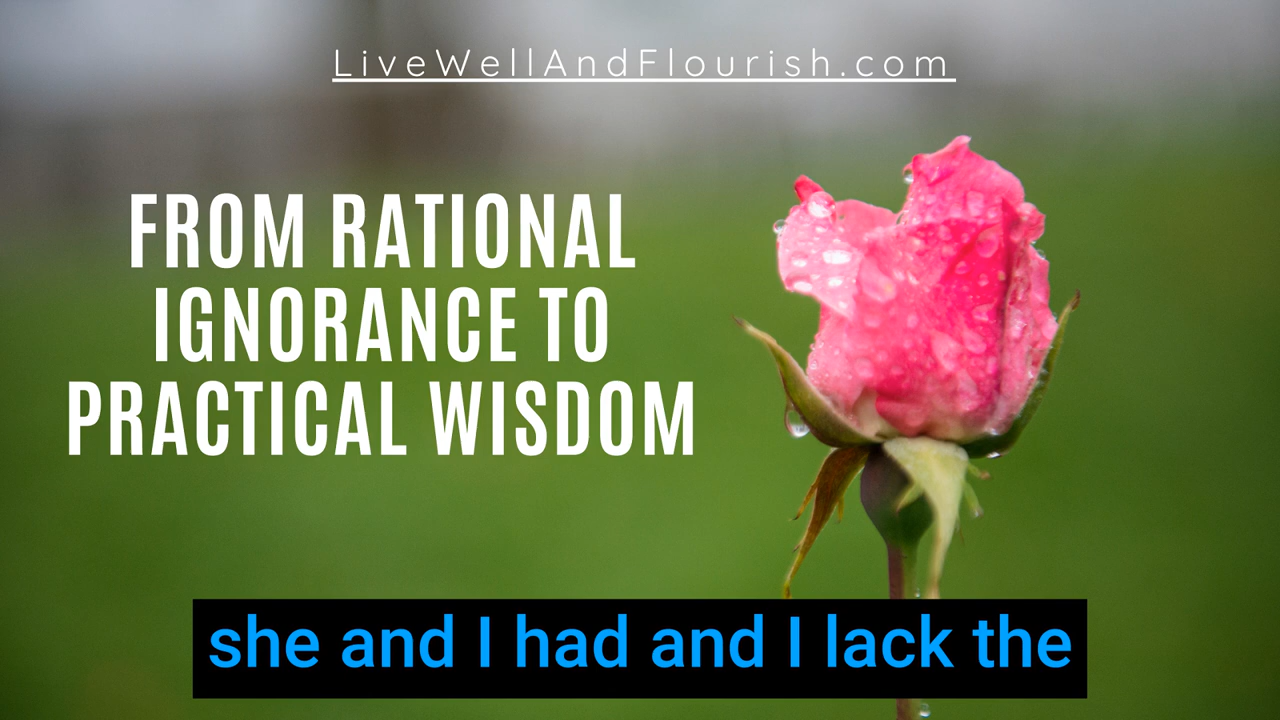 LiveWellAndFlourish.com
FROM RATIONAL
IGNORANCE TO
PRACTICAL WISDOM
she and I had and I lack the